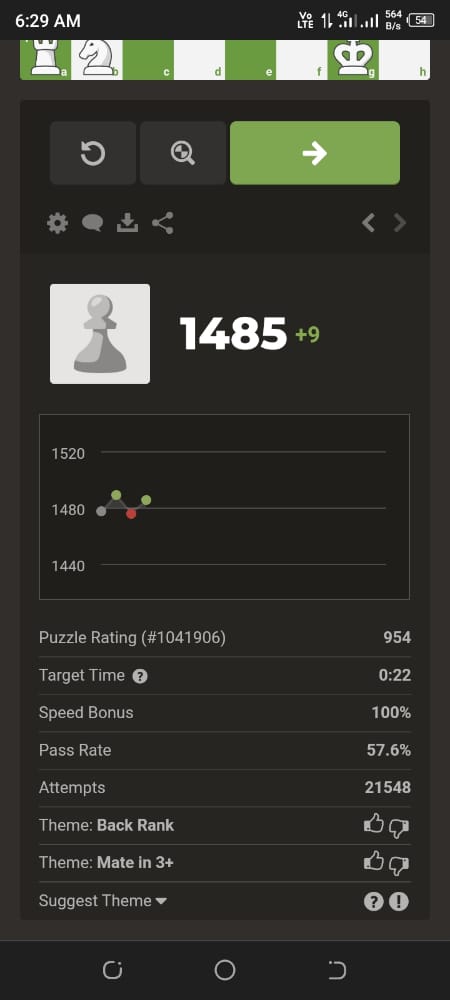 6:29 AM Vo LTE 4G 564 B/s 54
a b c d e f g h
1485 +9
1520
1480
1440
Puzzle Rating (#1041906) 954
Target Time ? 0:22
Speed Bonus 100%
Pass Rate 57.6%
Attempts 21548
Theme: Back Rank
Theme: Mate in 3+
Suggest Theme ? !